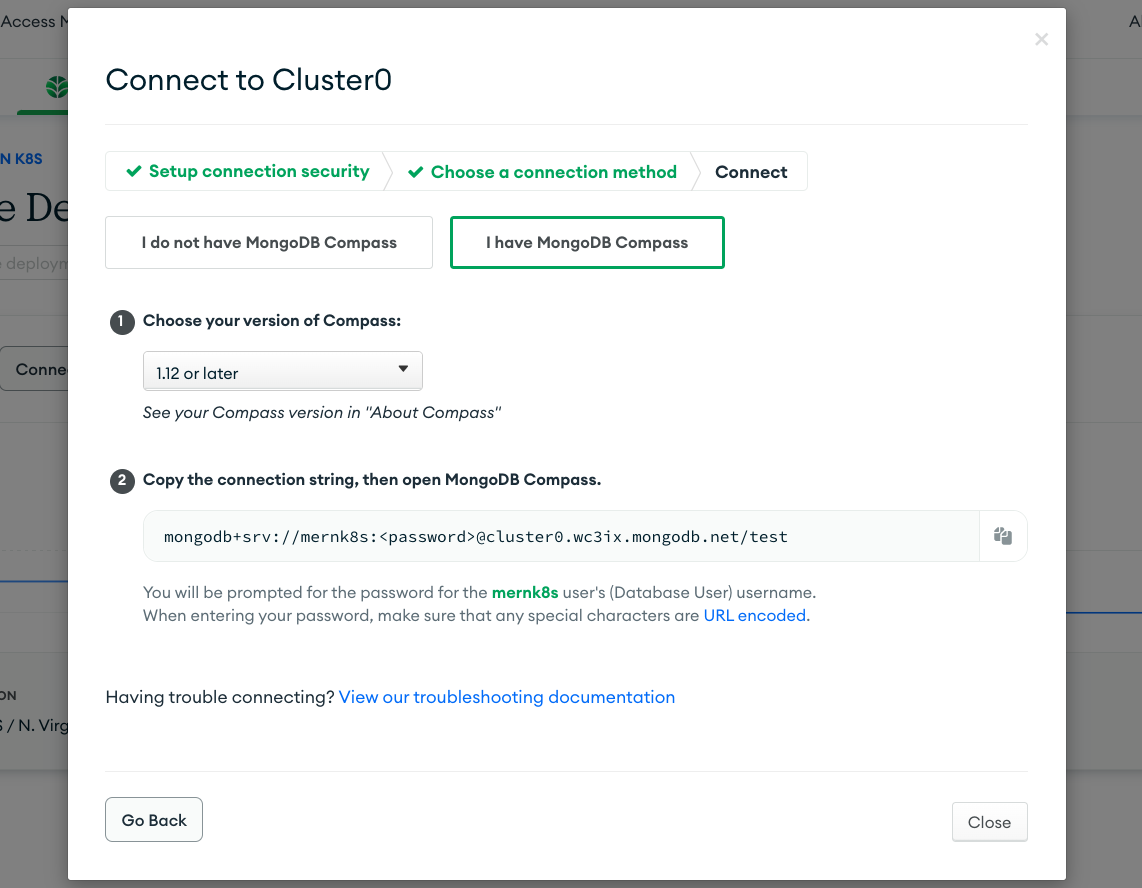 Access M
A
Connect to Cluster0
Setup connection security
Choose a connection method
Connect
N K8S
e De
I do not have MongoDB Compass
I have MongoDB Compass
e deploym
1 Choose your version of Compass:
1.12 or later
Conne
See your Compass version in "About Compass"
2 Copy the connection string, then open MongoDB Compass.
mongodb+srv://mernk8s:<password>@cluster0.wc3ix.mongodb.net/test
You will be prompted for the password for the mernk8s user's (Database User) username.
When entering your password, make sure that any special characters are URL encoded.
ON
Having trouble connecting? View our troubleshooting documentation
S / N. Virg
Go Back
Close